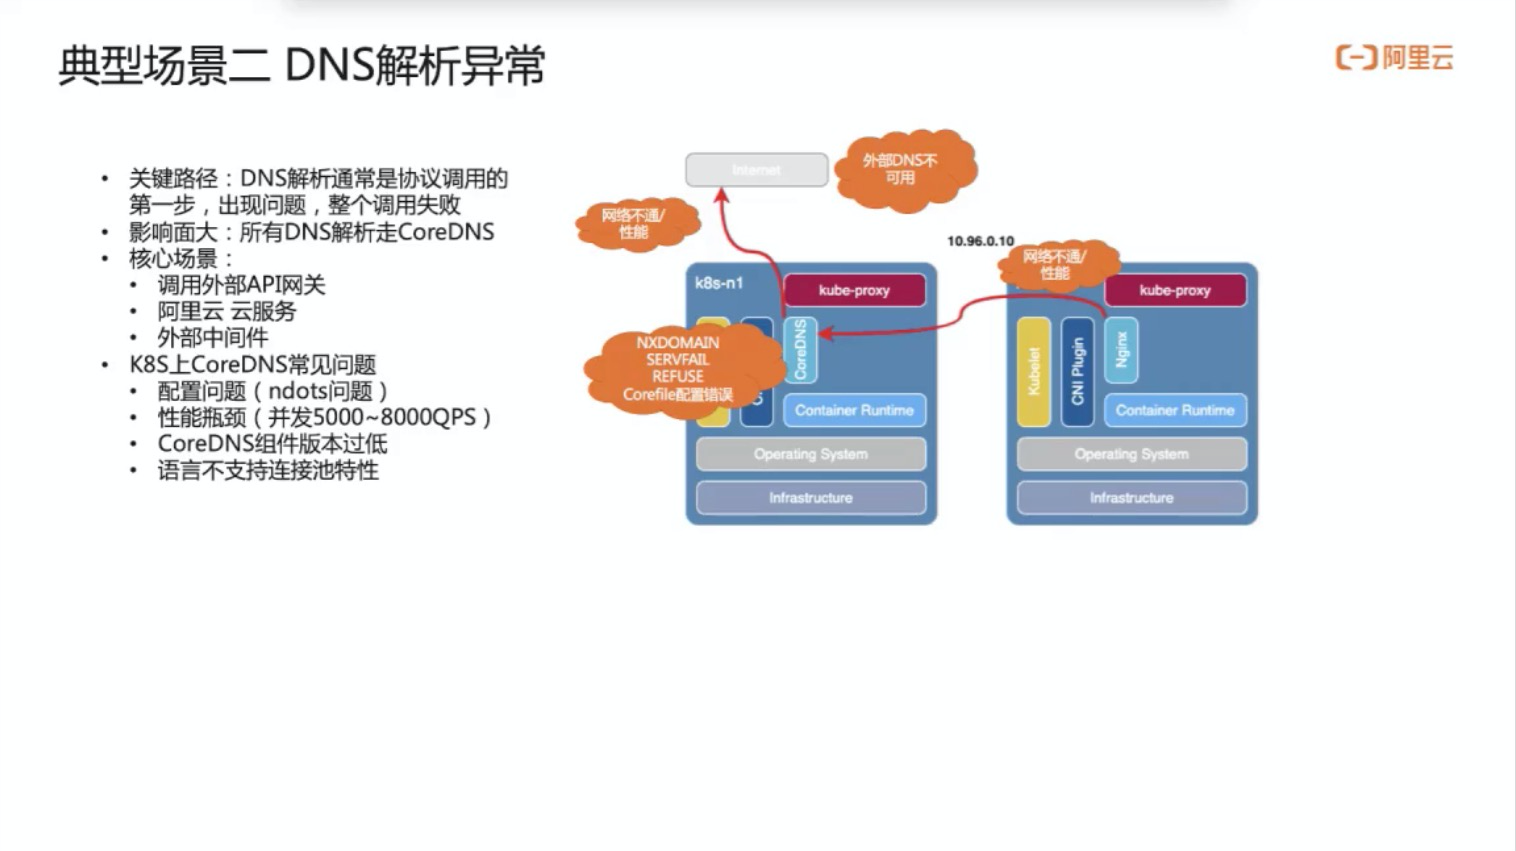 典型场景二 DNS解析异常
阿里云
• 关键路径：DNS解析通常是协议调用的
第一步，出现问题，整个调用失败
• 影响面大：所有DNS解析走CoreDNS
• 核心场景：
• 调用外部API网关
• 阿里云 云服务
• 外部中间件
• K8S上CoreDNS常见问题
• 配置问题（ndots问题）
• 性能瓶颈（并发5000~8000QPS）
• CoreDNS组件版本过低
• 语言不支持连接池特性
Internet
外部DNS不
可用
网络不通/
性能
10.96.0.10
网络不通/
性能
k8s-n1
kube-proxy
NXDOMAIN
SERVFAIL
REFUSE
Corefile配置错误
CoreDNS
Container Runtime
Operating System
Infrastructure
kube-proxy
Kubelet
CNI Plugin
Nginx
Container Runtime
Operating System
Infrastructure